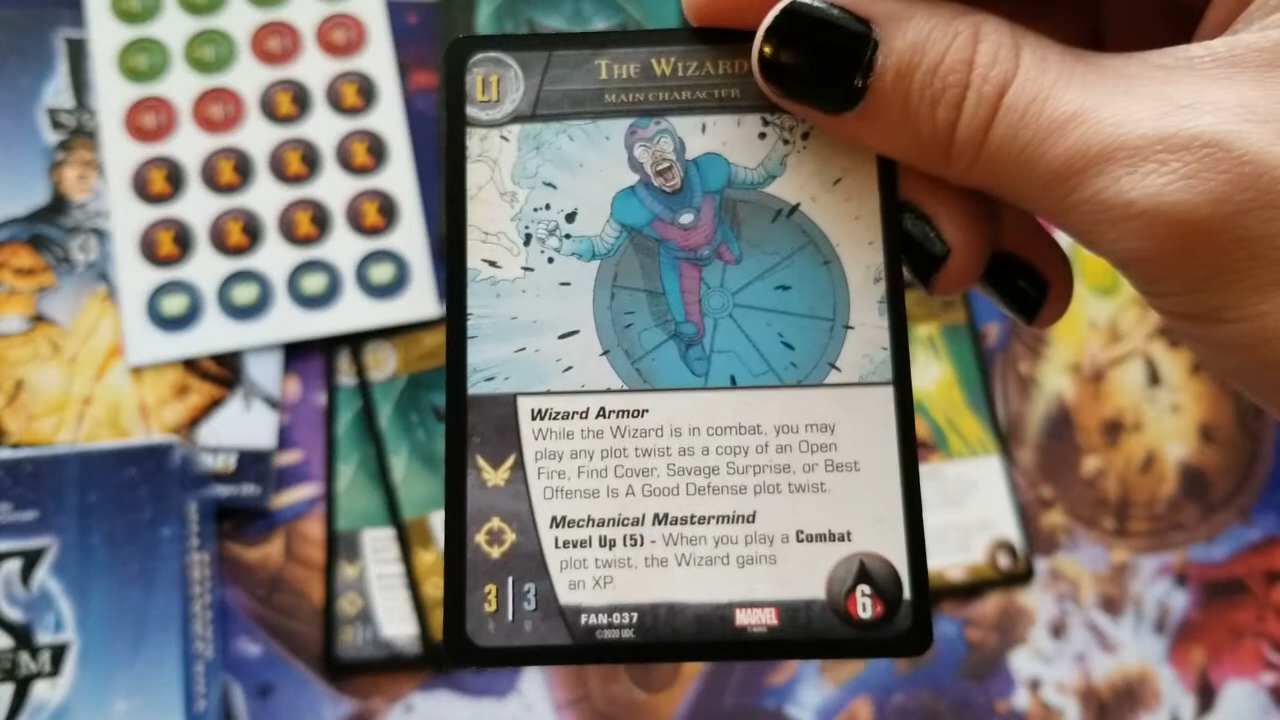 L1
THE WIZARD
MAIN CHARACTER
Wizard Armor
While the Wizard is in combat, you may
play any plot twist as a copy of an Open
Fire, Find Cover, Savage Surprise, or Best
Offense Is A Good Defense plot twist.
Mechanical Mastermind
Level Up (5) - When you play a Combat
plot twist, the Wizard gains
an XP.
3 | 3
6
FAN-037
MARVEL
©2020 UDC